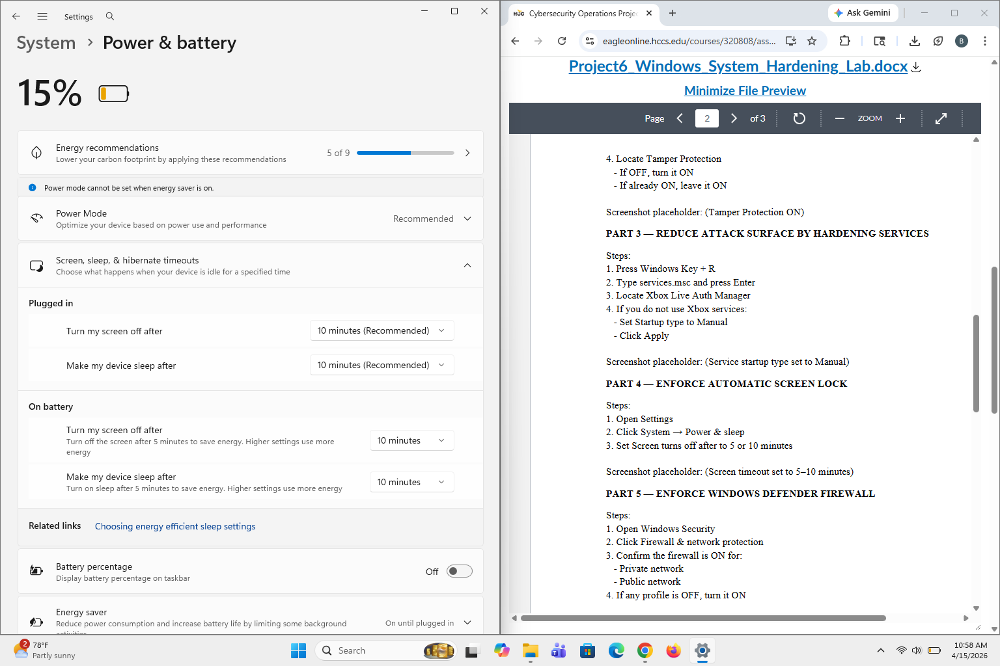 Settings
System > Power & battery
15%
Energy recommendations
Lower your carbon footprint by applying these recommendations
5 of 9
Power mode cannot be set when energy saver is on.
Power Mode
Optimize your device based on power use and performance
Recommended
Screen, sleep, & hibernate timeouts
Choose what happens when your device is idle for a specified time
Plugged in
Turn my screen off after
10 minutes (Recommended)
Make my device sleep after
10 minutes (Recommended)
On battery
Turn my screen off after
Turn off the screen after 5 minutes to save energy. Higher settings use more
energy
10 minutes
Make my device sleep after
Turn on sleep after 5 minutes to save energy. Higher settings use more energy
10 minutes
Related links
Choosing energy efficient sleep settings
Battery percentage
Display battery percentage on taskbar
Off
Energy saver
Reduce power consumption and increase battery life by limiting some background
activities
On until plugged in
HCC
Cybersecurity Operations Projec
Ask Gemini
eagleonline.hccs.edu/courses/320808/ass...
B
Project6_Windows_System_Hardening_Lab.docx
Minimize File Preview
Page
2
of 3
ZOOM
4. Locate Tamper Protection
- If OFF, turn it ON
- If already ON, leave it ON
Screenshot placeholder: (Tamper Protection ON)
PART 3 — REDUCE ATTACK SURFACE BY HARDENING SERVICES
Steps:
1. Press Windows Key + R
2. Type services.msc and press Enter
3. Locate Xbox Live Auth Manager
4. If you do not use Xbox services:
- Set Startup type to Manual
- Click Apply
Screenshot placeholder: (Service startup type set to Manual)
PART 4 — ENFORCE AUTOMATIC SCREEN LOCK
Steps:
1. Open Settings
2. Click System → Power & sleep
3. Set Screen turns off after to 5 or 10 minutes
Screenshot placeholder: (Screen timeout set to 5–10 minutes)
PART 5 — ENFORCE WINDOWS DEFENDER FIREWALL
Steps:
1. Open Windows Security
2. Click Firewall & network protection
3. Confirm the firewall is ON for:
- Private network
- Public network
4. If any profile is OFF, turn it ON
2
78°F
Partly sunny
Search
10:58 AM
4/15/2026